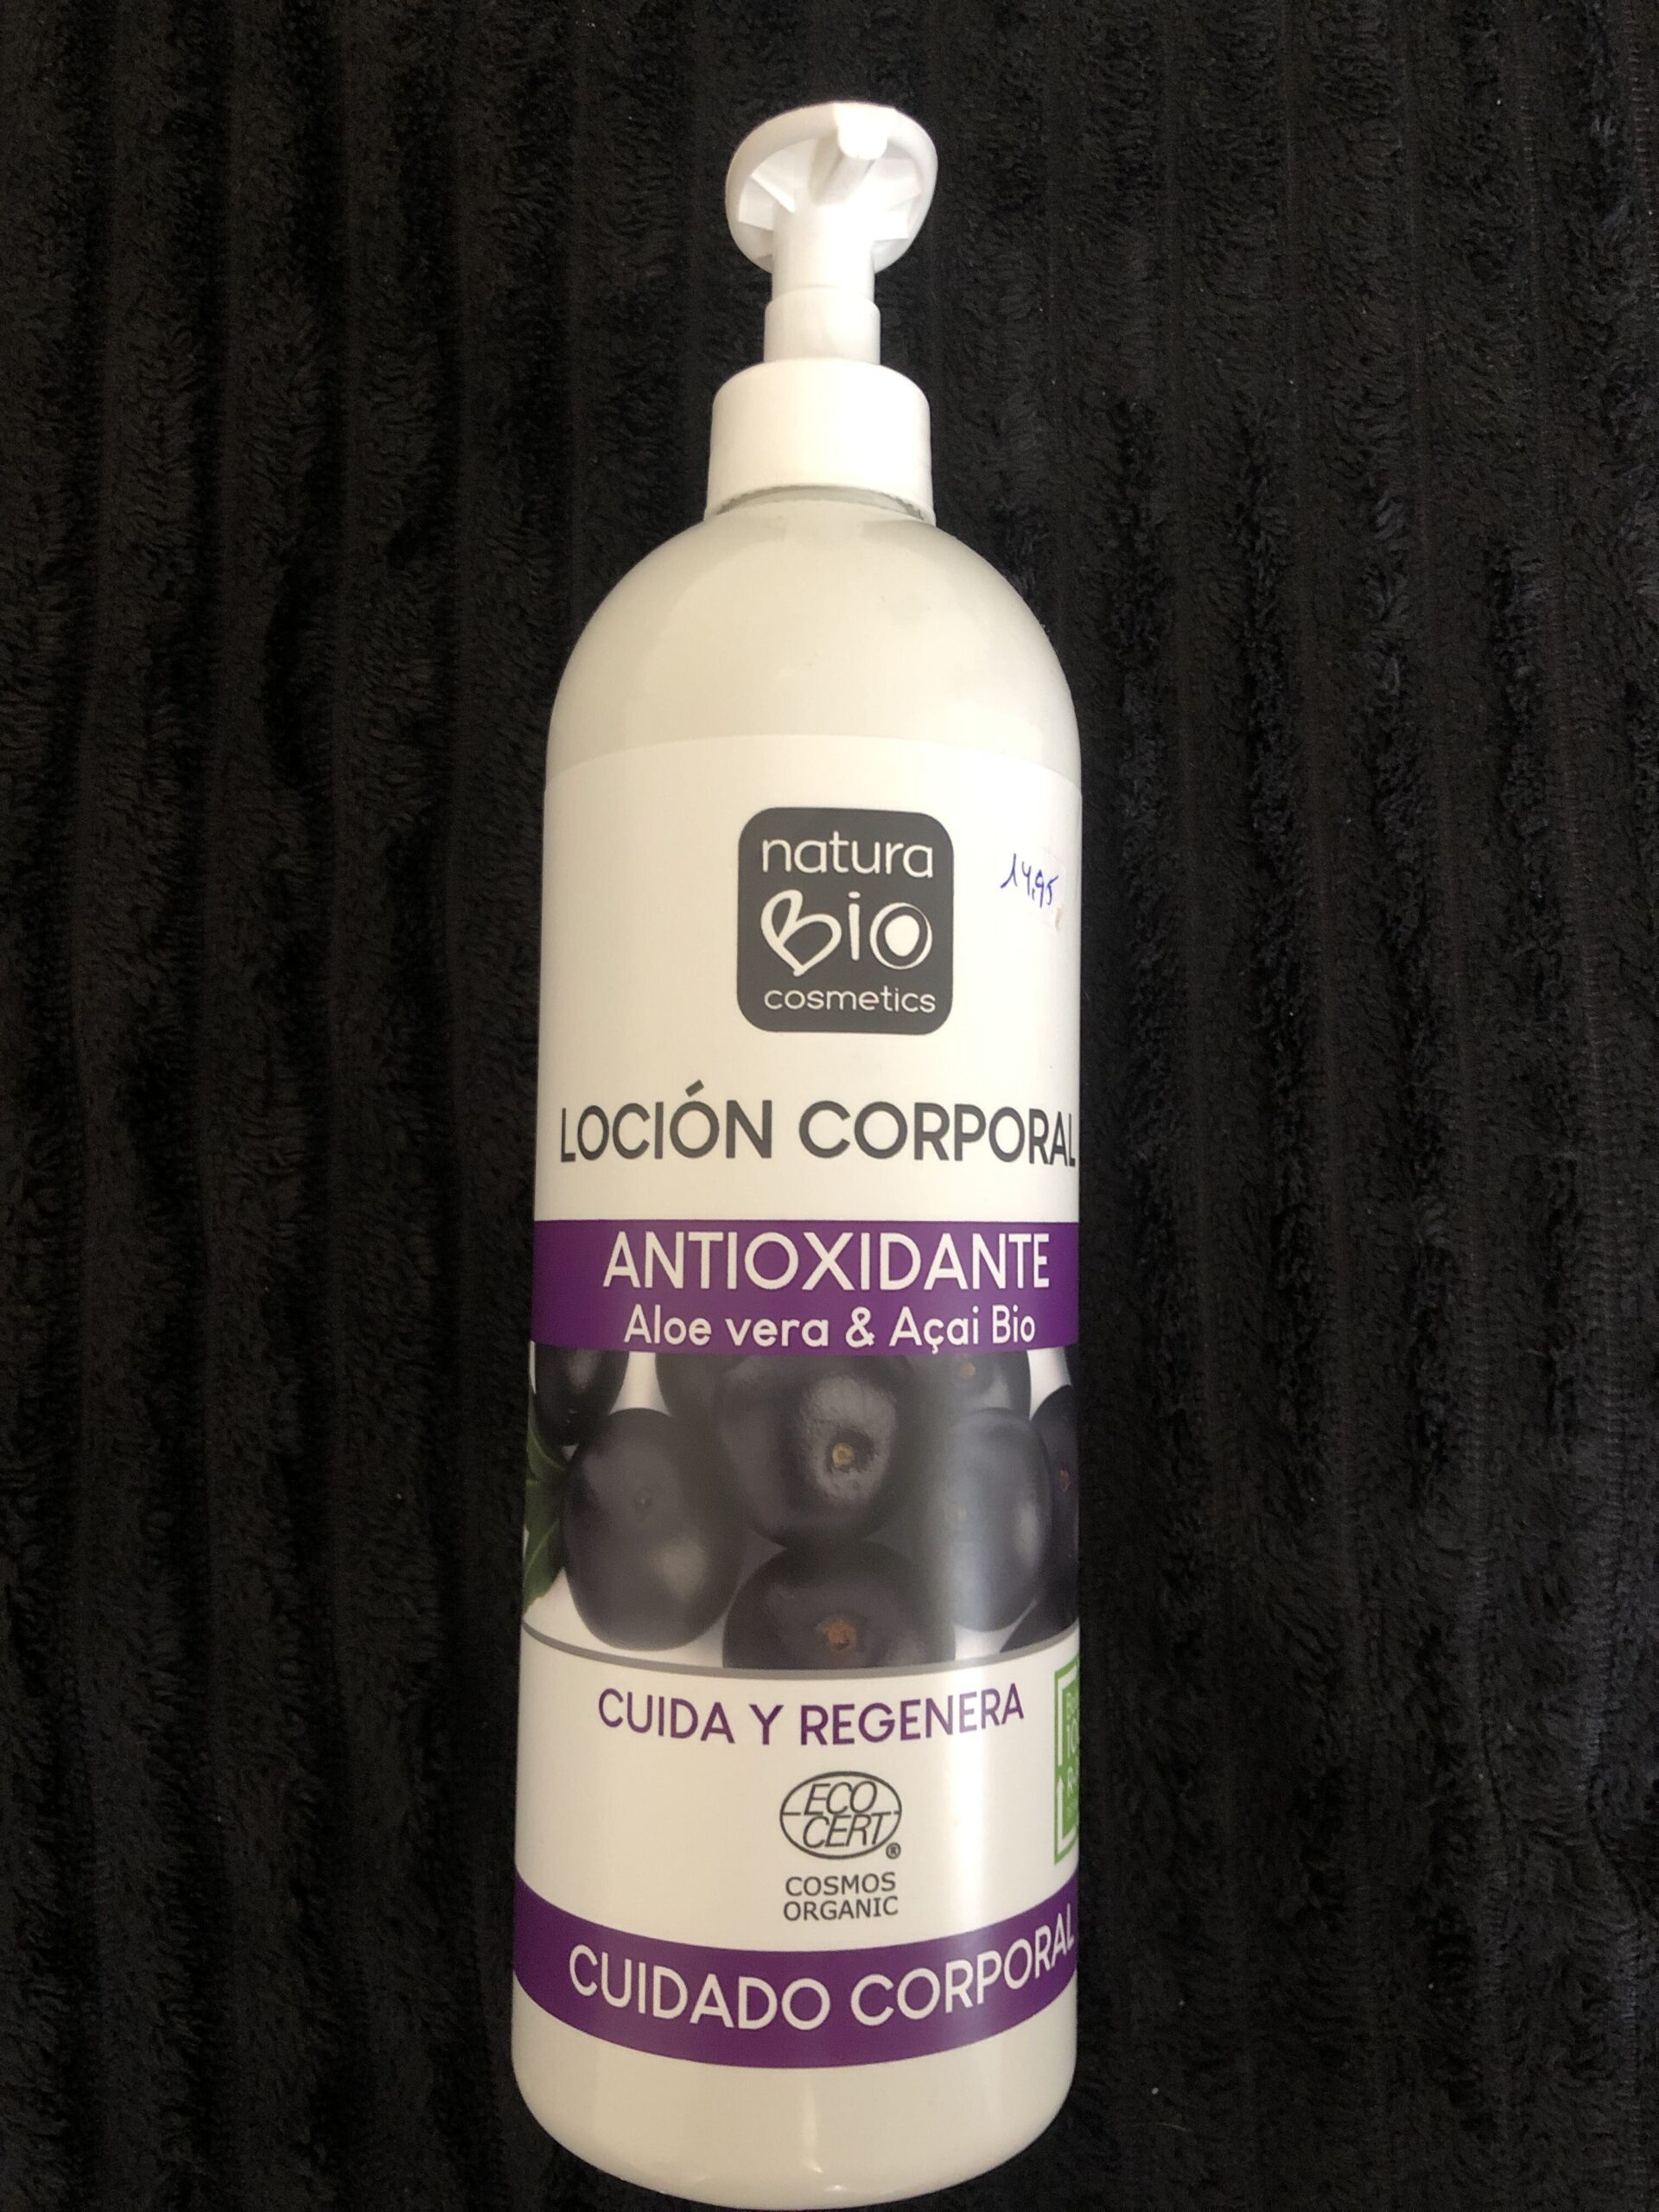 natura
Bio
cosmetics
14,95
LOCIÓN CORPORAL
ANTIOXIDANTE
Aloe vera & Açai Bio
CUIDA Y REGENERA
ECO
CERT
®
COSMOS
ORGANIC
CUIDADO CORPORAL